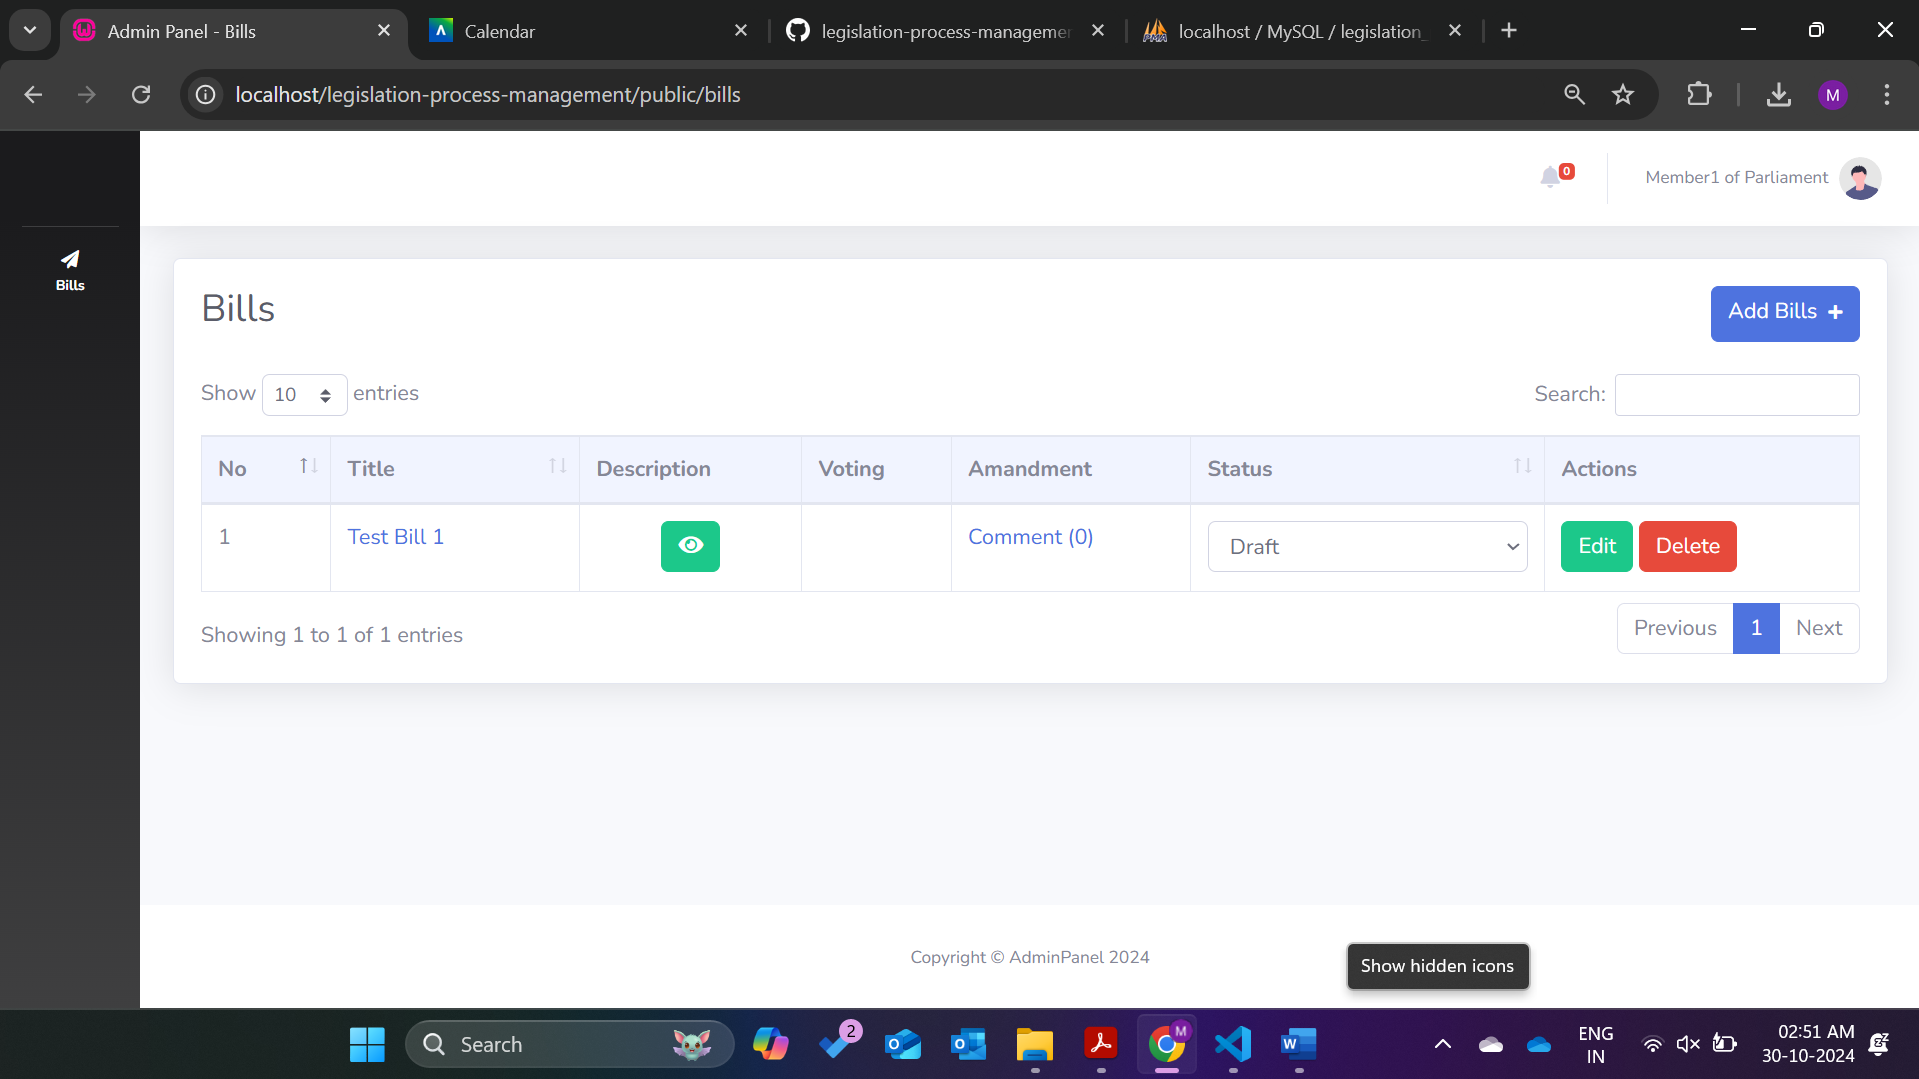 Admin Panel - Bills
Calendar
legislation-process-managemer
localhost / MySQL / legislation_
localhost/legislation-process-management/public/bills
M
0
Member1 of Parliament
Bills
Bills
Add Bills
Show 10 entries
Search:
No Title Description Voting Amandment Status Actions
1 Test Bill 1 Comment (0) Draft Edit Delete
Showing 1 to 1 of 1 entries
Previous 1 Next
Copyright © AdminPanel 2024
Show hidden icons
Search
2
M
ENG
IN
02:51 AM
30-10-2024